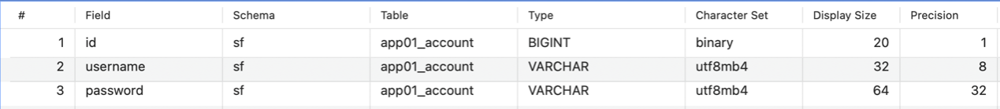 # Field Schema Table Type Character Set Display Size Precision
1 id sf app01_account BIGINT binary 20 1
2 username sf app01_account VARCHAR utf8mb4 32 8
3 password sf app01_account VARCHAR utf8mb4 64 32